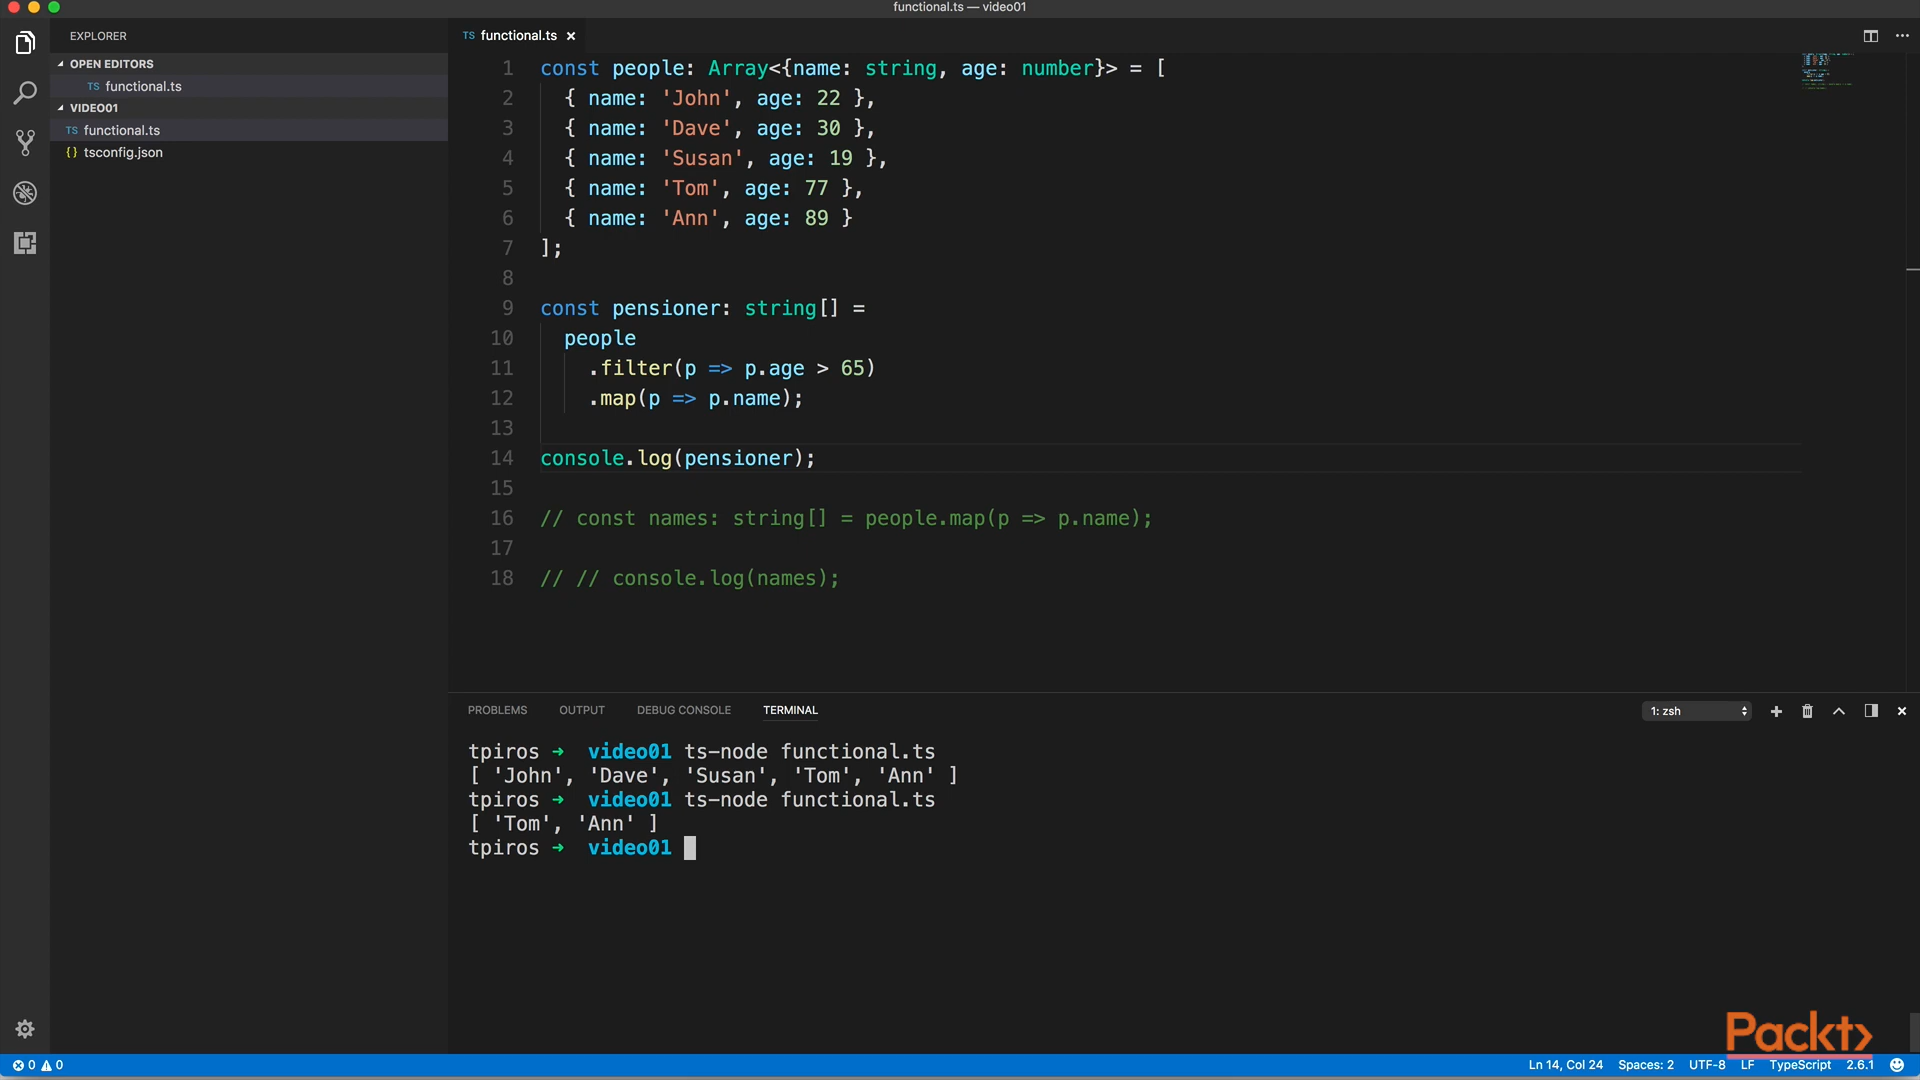 functional.ts — video01
EXPLORER
OPEN EDITORS
TS functional.ts
VIDEO01
TS functional.ts
{} tsconfig.json
TS functional.ts ×
1 const people: Array<{name: string, age: number}> = [
2 { name: 'John', age: 22 },
3 { name: 'Dave', age: 30 },
4 { name: 'Susan', age: 19 },
5 { name: 'Tom', age: 77 },
6 { name: 'Ann', age: 89 }
7 ];
8
9 const pensioner: string[] =
10 people
11 .filter(p => p.age > 65)
12 .map(p => p.name);
13
14 console.log(pensioner);
15
16 // const names: string[] = people.map(p => p.name);
17
18 // // console.log(names);
PROBLEMS OUTPUT DEBUG CONSOLE TERMINAL 1: zsh
tpiros ➜ video01 ts-node functional.ts
[ 'John', 'Dave', 'Susan', 'Tom', 'Ann' ]
tpiros ➜ video01 ts-node functional.ts
[ 'Tom', 'Ann' ]
tpiros ➜ video01
Packt>
0 0 Ln 14, Col 24 Spaces: 2 UTF-8 LF TypeScript 2.6.1